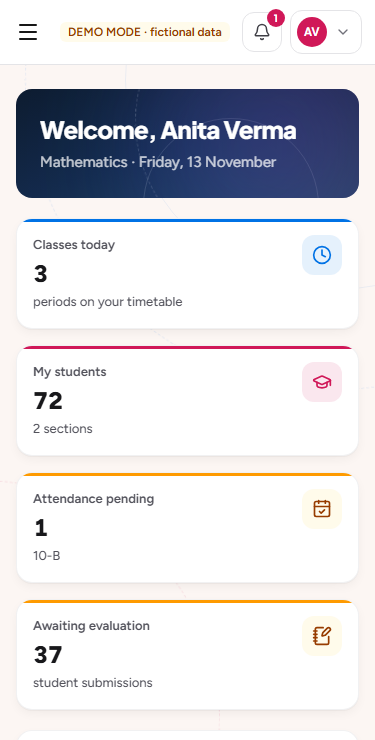 DEMO MODE · fictional data
1
AV
Welcome, Anita Verma
Mathematics · Friday, 13 November
Classes today
3
periods on your timetable
My students
72
2 sections
Attendance pending
1
10-B
Awaiting evaluation
37
student submissions